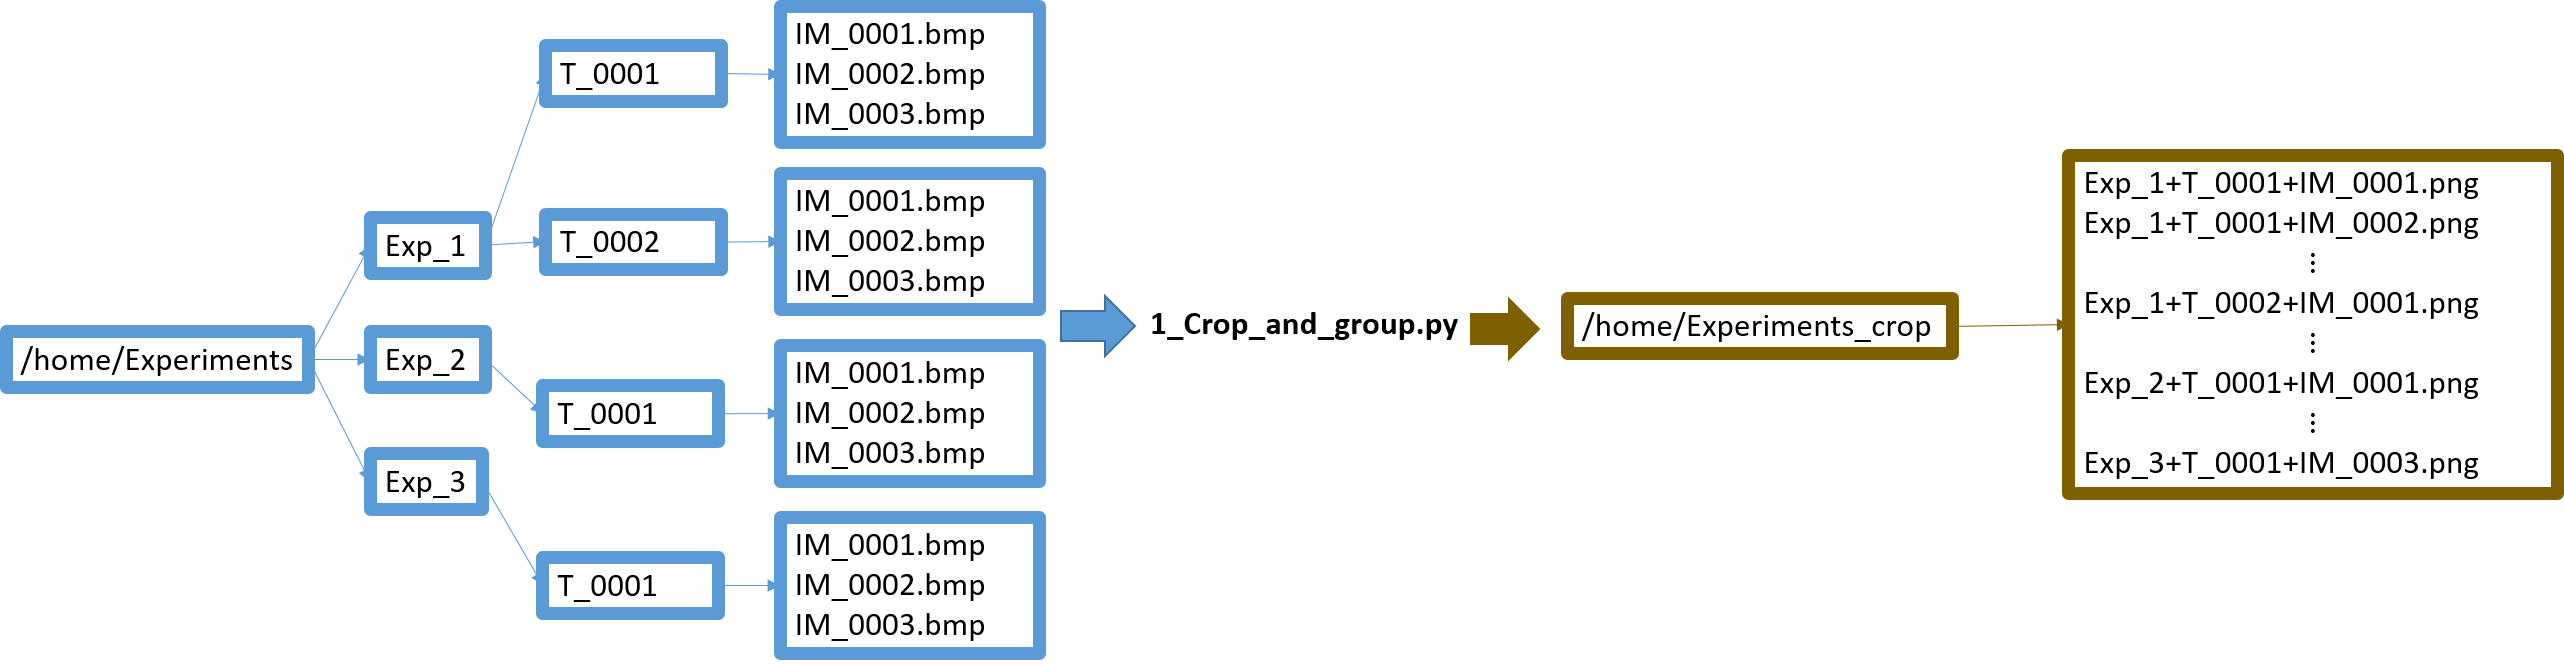 /home/Experiments
Exp_1
Exp_2
Exp_3
T_0001
IM_0001.bmp
IM_0002.bmp
IM_0003.bmp
T_0002
IM_0001.bmp
IM_0002.bmp
IM_0003.bmp
T_0001
IM_0001.bmp
IM_0002.bmp
IM_0003.bmp
T_0001
IM_0001.bmp
IM_0002.bmp
IM_0003.bmp
1_Crop_and_group.py
/home/Experiments_crop
Exp_1+T_0001+IM_0001.png
Exp_1+T_0001+IM_0002.png
⋮
Exp_1+T_0002+IM_0001.png
⋮
Exp_2+T_0001+IM_0001.png
⋮
Exp_3+T_0001+IM_0003.png